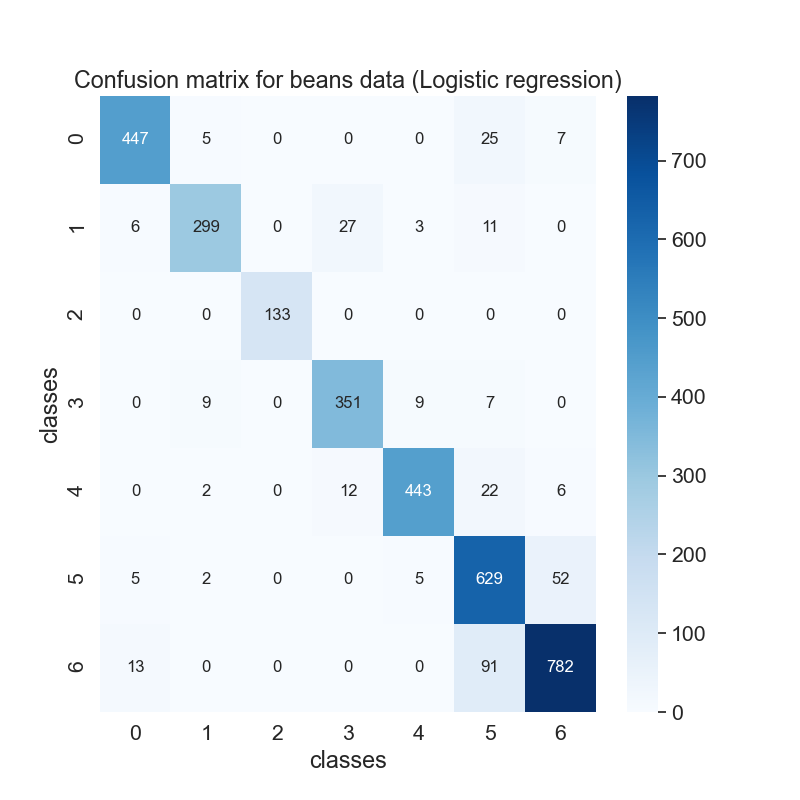 Confusion matrix for beans data (Logistic regression)
0 447 5 0 0 0 25 7
1 6 299 0 27 3 11 0
2 0 0 133 0 0 0 0
3 0 9 0 351 9 7 0
4 0 2 0 12 443 22 6
5 5 2 0 0 5 629 52
6 13 0 0 0 0 91 782
0 1 2 3 4 5 6
classes
classes
700
600
500
400
300
200
100
0